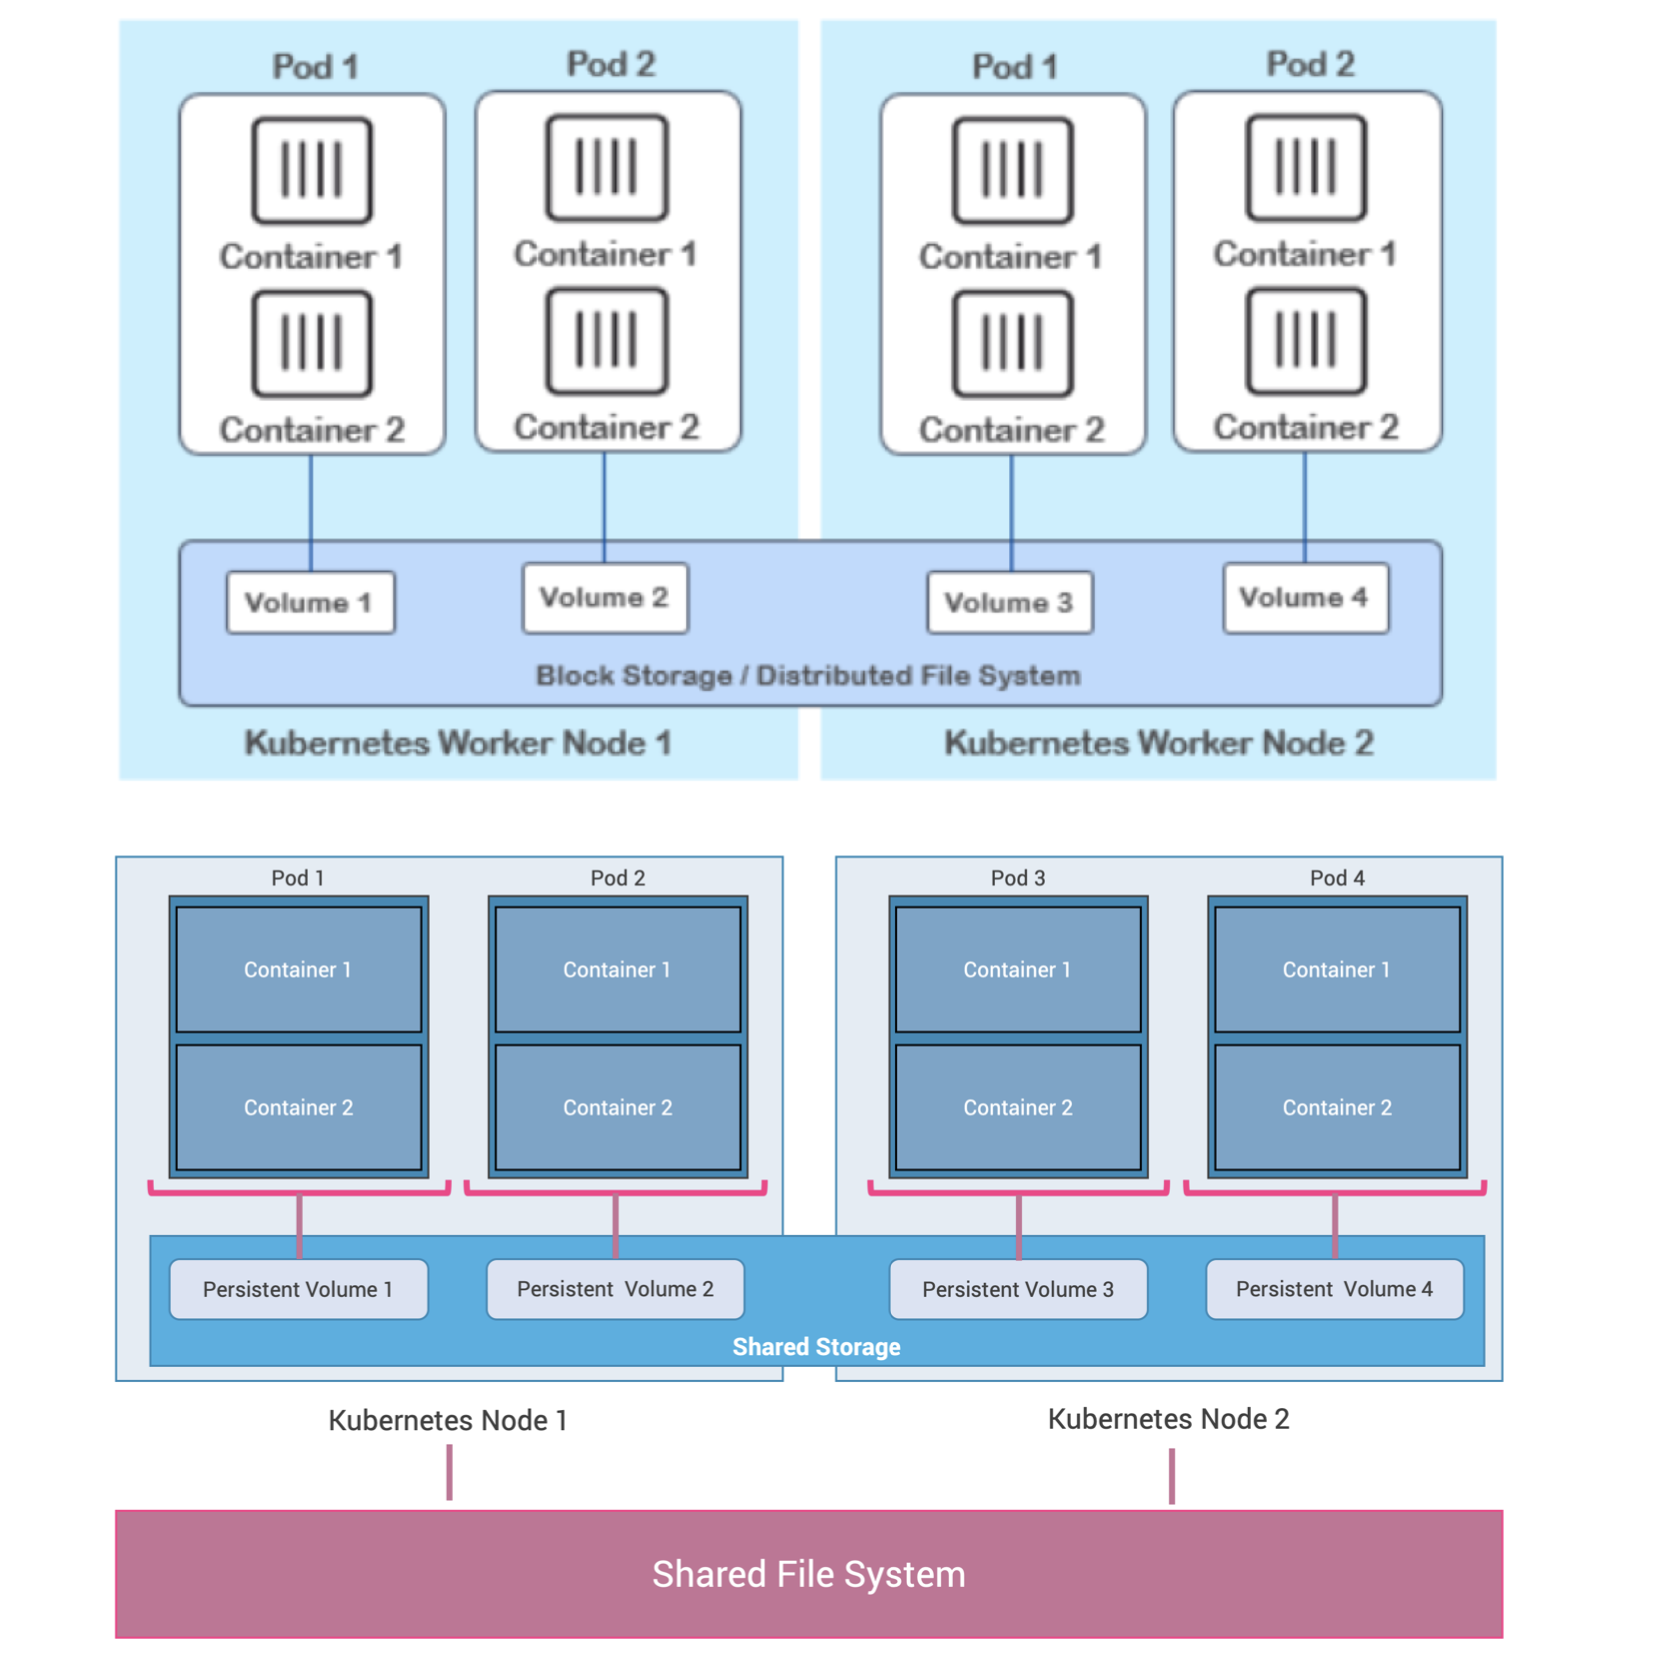 Pod 1
Pod 2
Container 1
Container 1
Container 2
Container 2
Pod 1
Pod 2
Container 1
Container 1
Container 2
Container 2
Volume 1
Volume 2
Volume 3
Volume 4
Block Storage / Distributed File System
Kubernetes Worker Node 1
Kubernetes Worker Node 2
Pod 1
Pod 2
Container 1
Container 1
Container 2
Container 2
Pod 3
Pod 4
Container 1
Container 1
Container 2
Container 2
Persistent Volume 1
Persistent Volume 2
Persistent Volume 3
Persistent Volume 4
Shared Storage
Kubernetes Node 1
Kubernetes Node 2
Shared File System